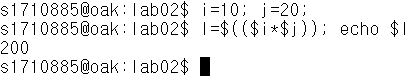 s1710885@oak:lab02$ i=10; j=20;
s1710885@oak:lab02$ l=$(($i*$j)); echo $l
200
s1710885@oak:lab02$